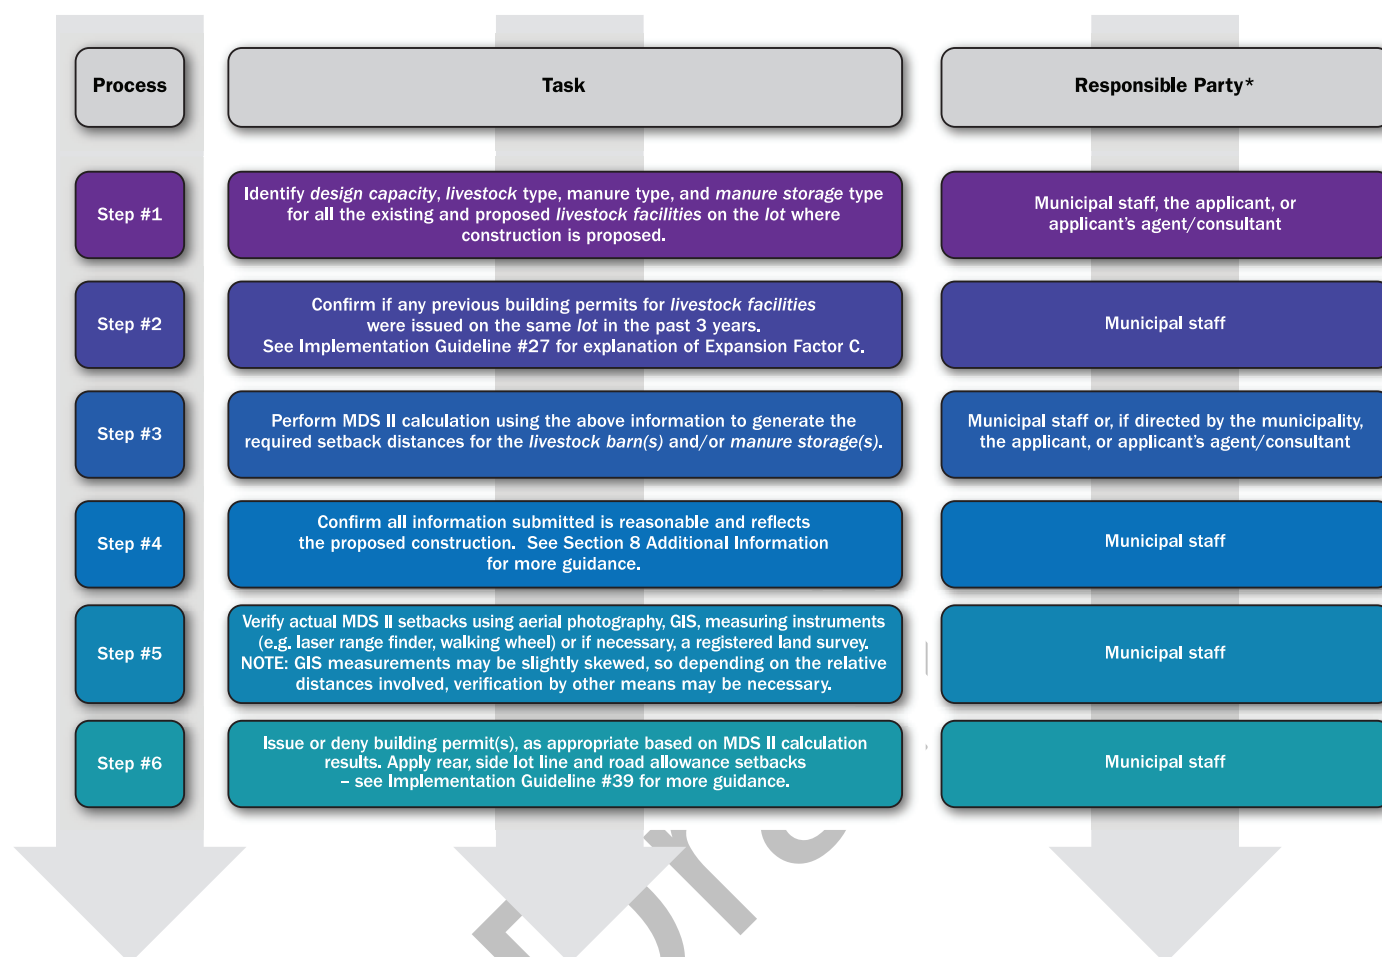 Process
Task
Responsible Party*
Step #1
Identify design capacity, livestock type, manure type, and manure storage type
for all the existing and proposed livestock facilities on the lot where
construction is proposed.
Municipal staff, the applicant, or
applicant's agent/consultant
Step #2
Confirm if any previous building permits for livestock facilities
were issued on the same lot in the past 3 years.
See Implementation Guideline #27 for explanation of Expansion Factor C.
Municipal staff
Step #3
Perform MDS II calculation using the above information to generate the
required setback distances for the livestock barn(s) and/or manure storage(s).
Municipal staff or, if directed by the municipality,
the applicant, or applicant's agent/consultant
Step #4
Confirm all information submitted is reasonable and reflects
the proposed construction.  See Section 8 Additional Information
for more guidance.
Municipal staff
Step #5
Verify actual MDS II setbacks using aerial photography, GIS, measuring instruments
(e.g. laser range finder, walking wheel) or if necessary, a registered land survey.
NOTE: GIS measurements may be slightly skewed, so depending on the relative
distances involved, verification by other means may be necessary.
Municipal staff
Step #6
Issue or deny building permit(s), as appropriate based on MDS II calculation
results. Apply rear, side lot line and road allowance setbacks
– see Implementation Guideline #39 for more guidance.
Municipal staff